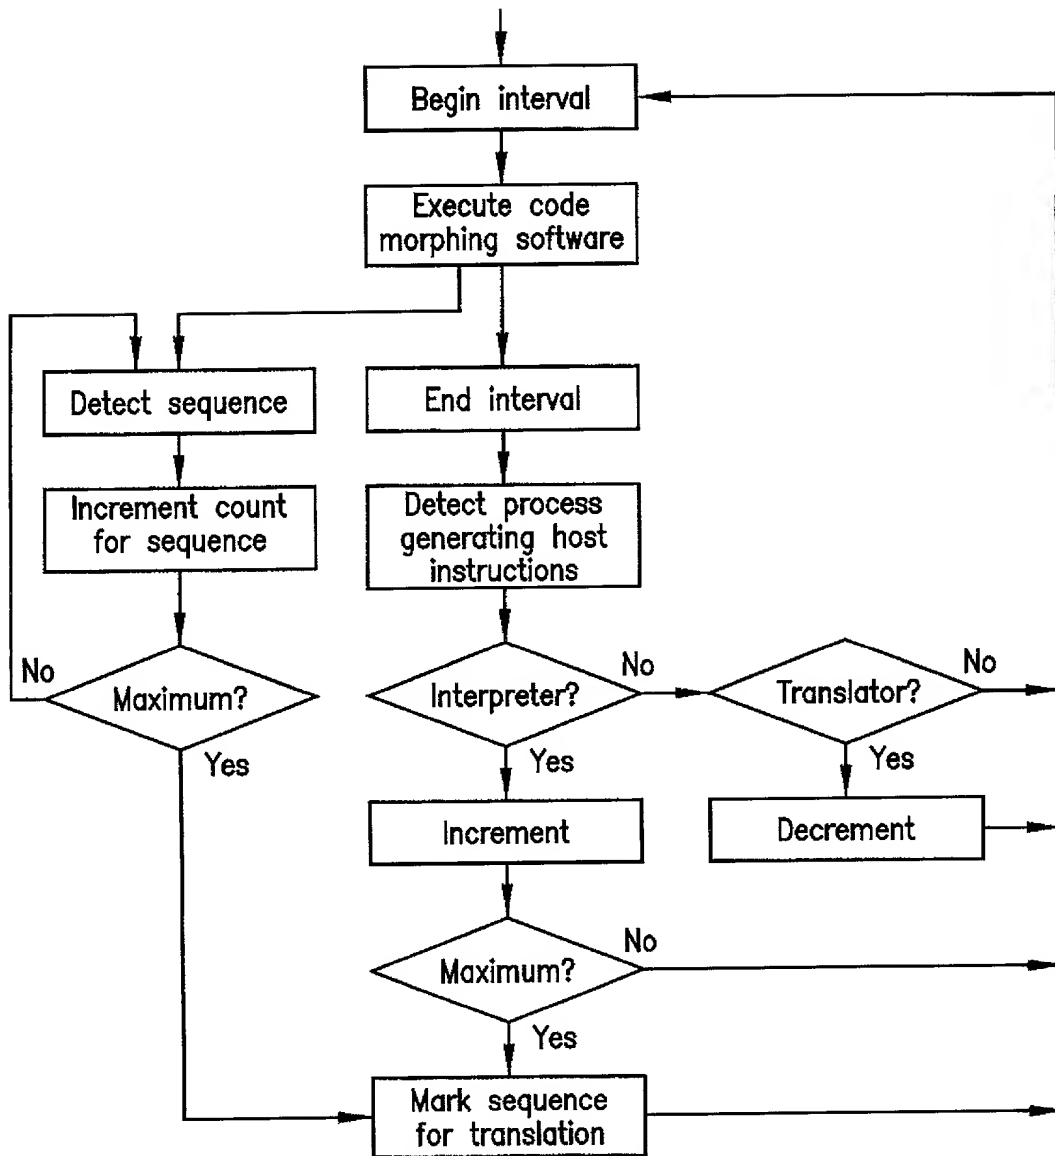 Begin interval
Execute code
morphing software
Detect sequence
End interval
Increment count
for sequence
Detect process
generating host
instructions
No
Maximum?
Yes
Interpreter?
No
Yes
Translator?
No
Yes
Increment
Decrement
Maximum?
No
Yes
Mark sequence
for translation